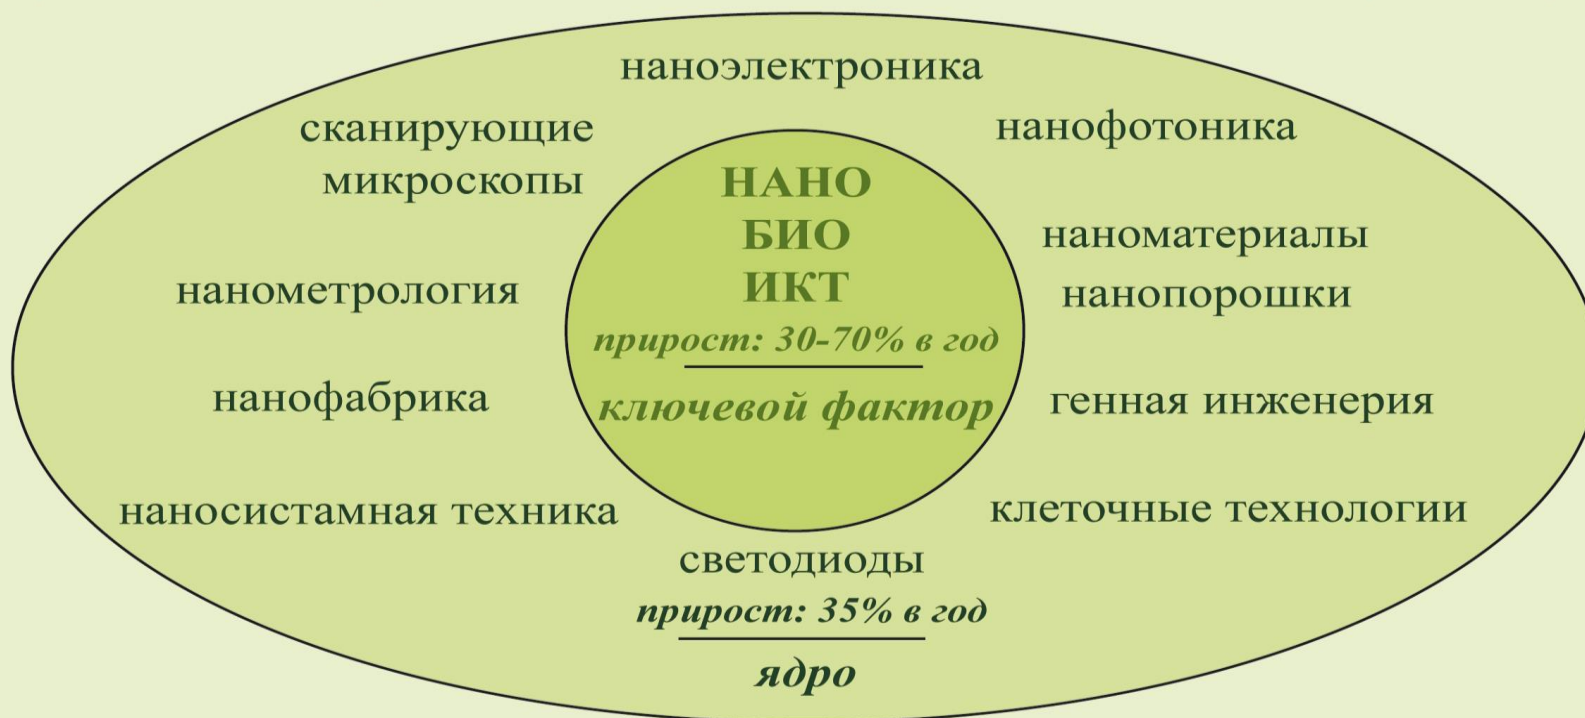 наноэлектроника
сканирующие
микроскопы
нанофотоника
НАНО
БИО
ИКТ
прирост: 30-70% в год
ключевой фактор
наноматериалы
нанопорошки
нанометрология
нанофабрика
генная инженерия
наносистамная техника
клеточные технологии
светодиоды
прирост: 35% в год
ядро